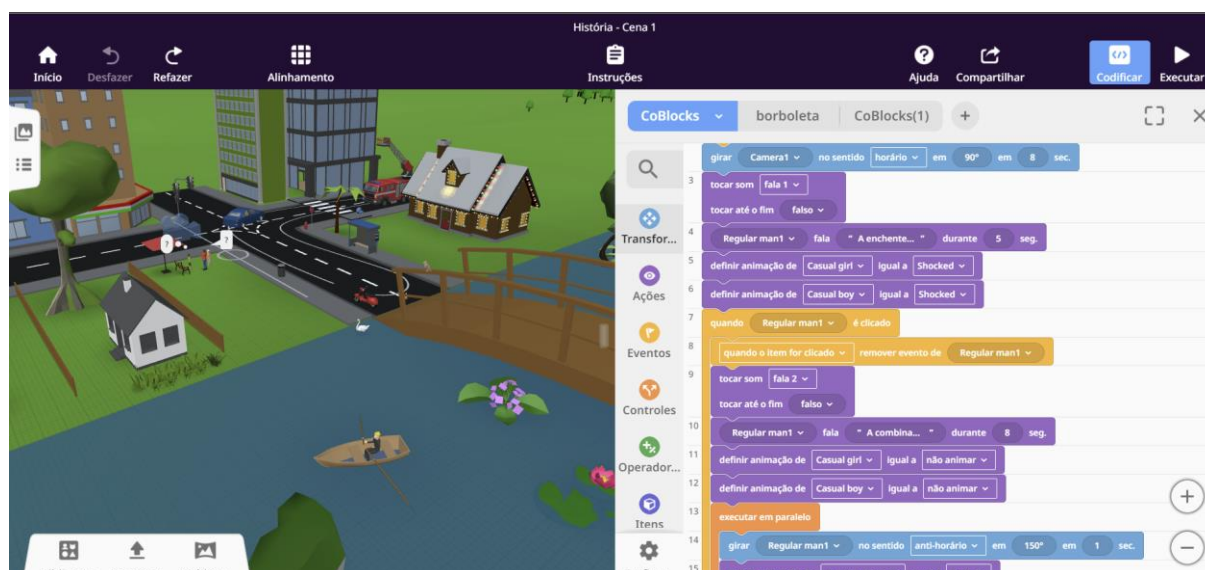 História - Cena 1
Início Desfazer Refazer Alinhamento Instruções Ajuda Compartilhar Codificar Executar
CoBlocks borboleta CoBlocks(1) +
girar Camera1 no sentido horário em 90° em 8 sec.
3 tocar som fala 1
tocar até o fim falso
Transfor...
4 Regular man1 fala " A enchente... " durante 5 seg.
5 definir animação de Casual girl igual a Shocked
Ações
6 definir animação de Casual boy igual a Shocked
7 quando Regular man1 é clicado
Eventos
8 quando o item for clicado remover evento de Regular man1
9 tocar som fala 2
tocar até o fim falso
Controles
10 Regular man1 fala " A combina... " durante 8 seg.
11 definir animação de Casual girl igual a não animar
Operador...
12 definir animação de Casual boy igual a não animar
13 executar em paralelo
Itens
14 girar Regular man1 no sentido anti-horário em 150° em 1 sec.
15
? ?